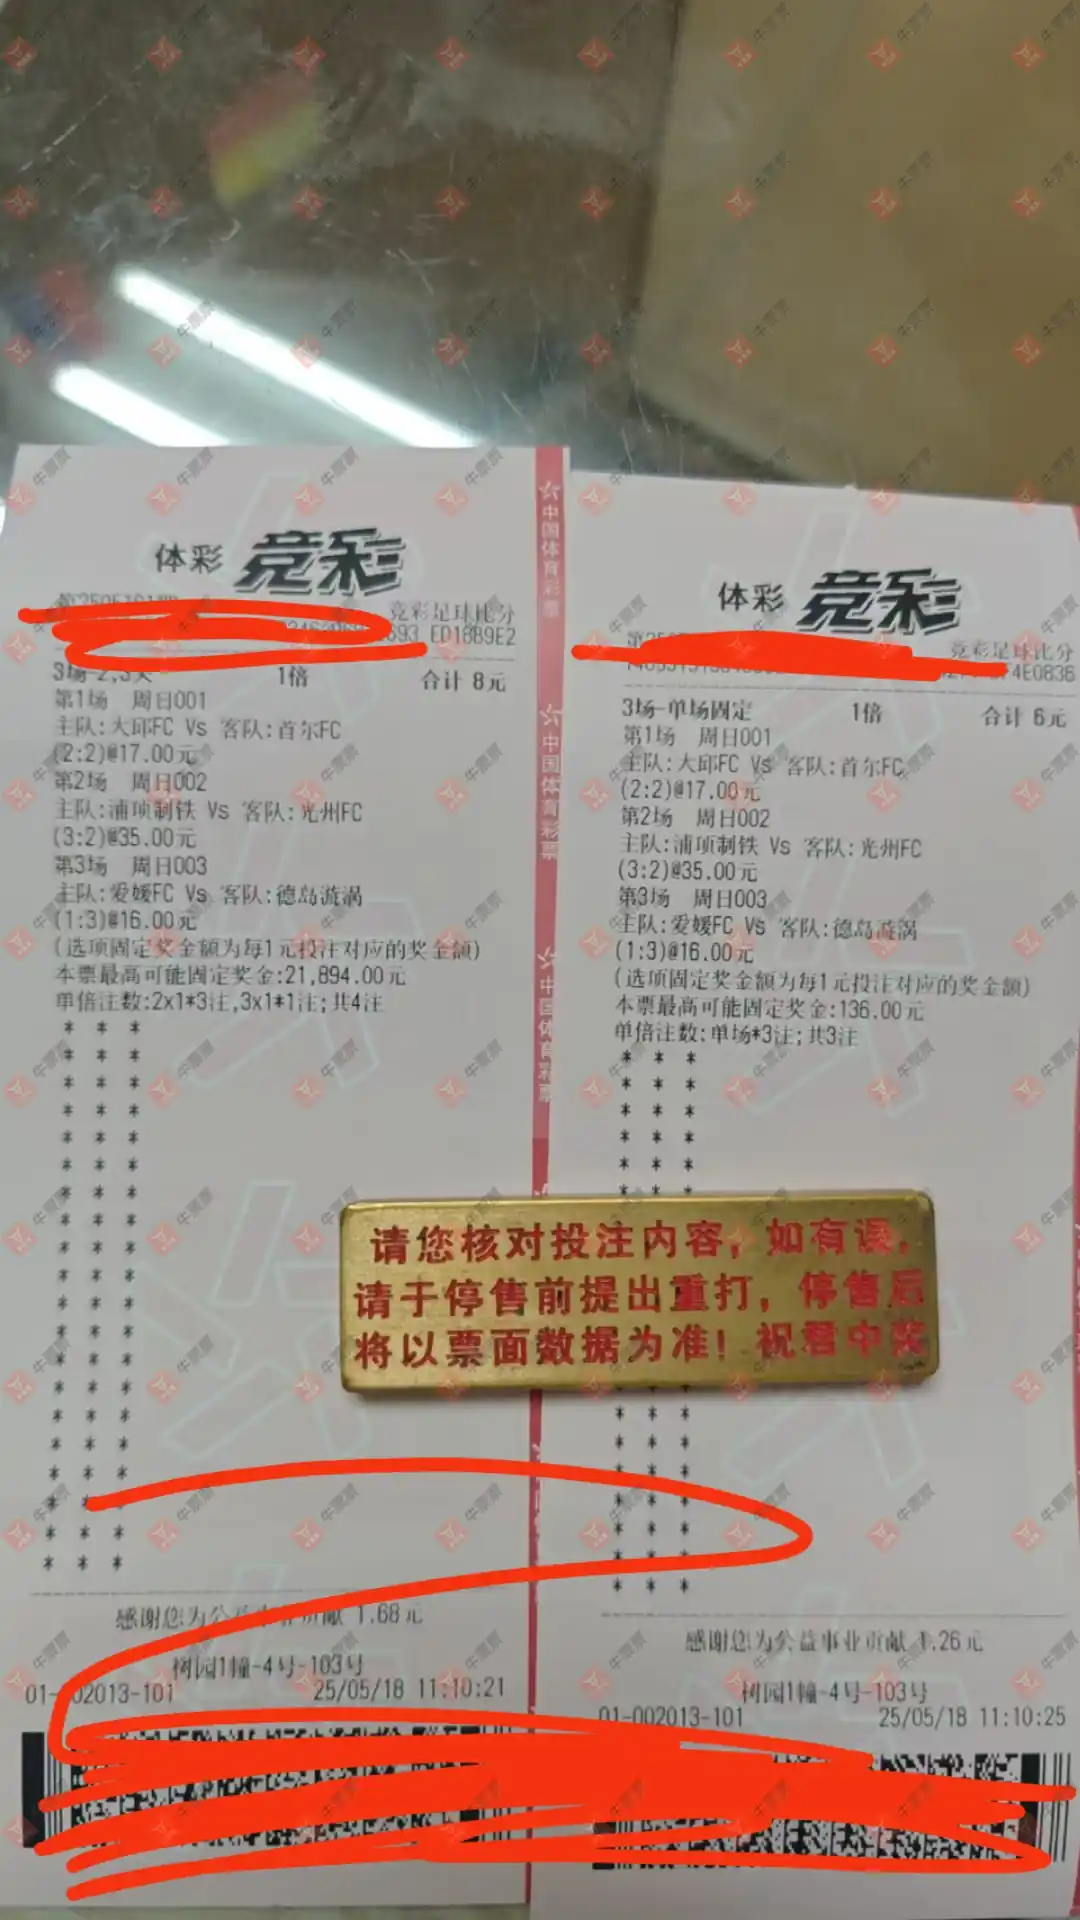 体彩 竞彩
竞彩足球比分
693 ED18B9E2
1倍
合计 8元
第1场 周日001
主队:大邱FC Vs 客队:首尔FC
(2:2)@17.00元
第2场 周日002
主队:浦项制铁 Vs 客队:光州FC
(3:2)@35.00元
第3场 周日003
主队:爱媛FC Vs 客队:德岛漩涡
(1:3)@16.00元
(选项固定奖金额为每1元投注对应的奖金额)
本票最高可能固定奖金:21,894.00元
单倍注数:2x1*3注,3x1*1注;共4注
感谢您为公益事业贡献 1.68元
树园1幢-4号-103号
25/05/18 11:10:21
中国体育彩票
中国体育彩票
中国体育彩票
体彩 竞彩
竞彩足球比分
F4E0836
3场-单场固定 1倍 合计 6元
第1场 周日001
主队:大邱FC Vs 客队:首尔FC
(2:2)@17.00元
第2场 周日002
主队:浦项制铁 Vs 客队:光州FC
(3:2)@35.00元
第3场 周日003
主队:爱媛FC Vs 客队:德岛漩涡
(1:3)@16.00元
(选项固定奖金额为每1元投注对应的奖金额)
本票最高可能固定奖金:136.00元
单倍注数:单场*3注;共3注
请您核对投注内容，如有误，
请于停售前提出重打，停售后
将以票面数据为准！祝君中奖
感谢您为公益事业贡献 1.26元
树园1幢-4号-103号
01-002013-101 25/05/18 11:10:25
牛票票